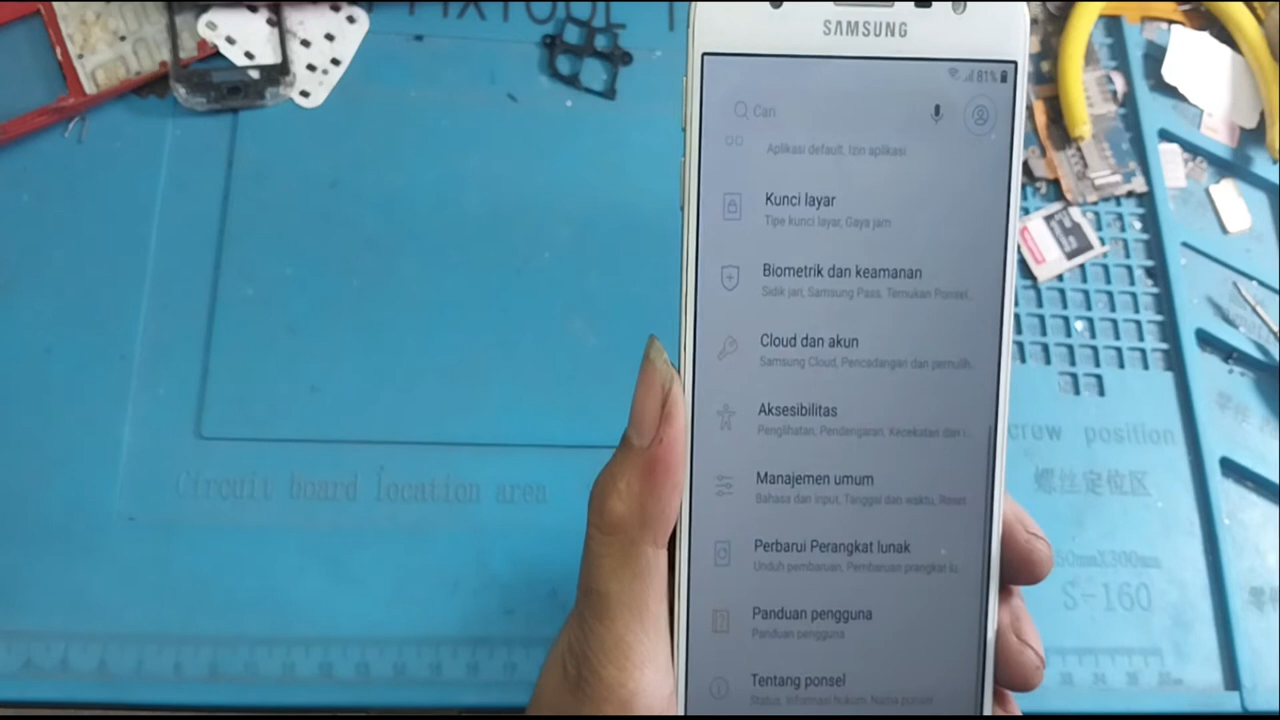 SAMSUNG
81%
Cari
Aplikasi default, Izin aplikasi
Kunci layar
Tipe kunci layar, Gaya jam
Biometrik dan keamanan
Sidik jari, Samsung Pass, Temukan Ponsel..
Cloud dan akun
Samsung Cloud, Pencadangan dan pemulih..
Aksesibilitas
Penglihatan, Pendengaran, Kecekatan dan i..
Manajemen umum
Bahasa dan input, Tanggal dan waktu, Reset
Perbarui Perangkat lunak
Unduh pembaruan, Pembaruan prangkat lu..
Panduan pengguna
Panduan pengguna
Tentang ponsel
Status, Informasi hukum, Nama ponsel
Circuit board location area
crew position
螺丝定位区
50mmX300mm
S-160